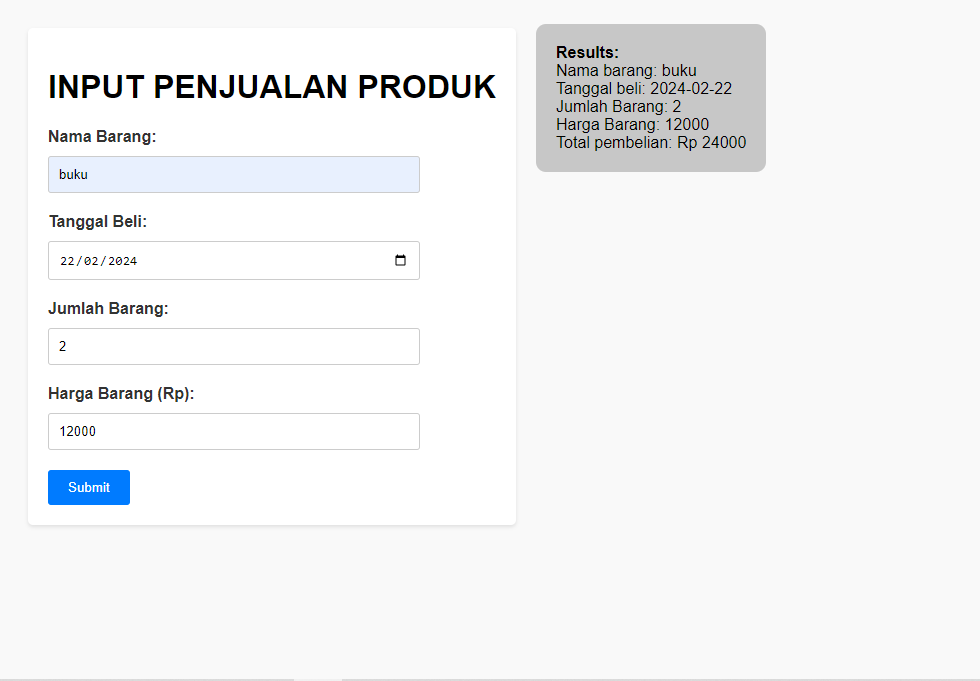 INPUT PENJUALAN PRODUK
Nama Barang:
buku
Tanggal Beli:
22/02/2024
Jumlah Barang:
2
Harga Barang (Rp):
12000
Submit
Results:
Nama barang: buku
Tanggal beli: 2024-02-22
Jumlah Barang: 2
Harga Barang: 12000
Total pembelian: Rp 24000